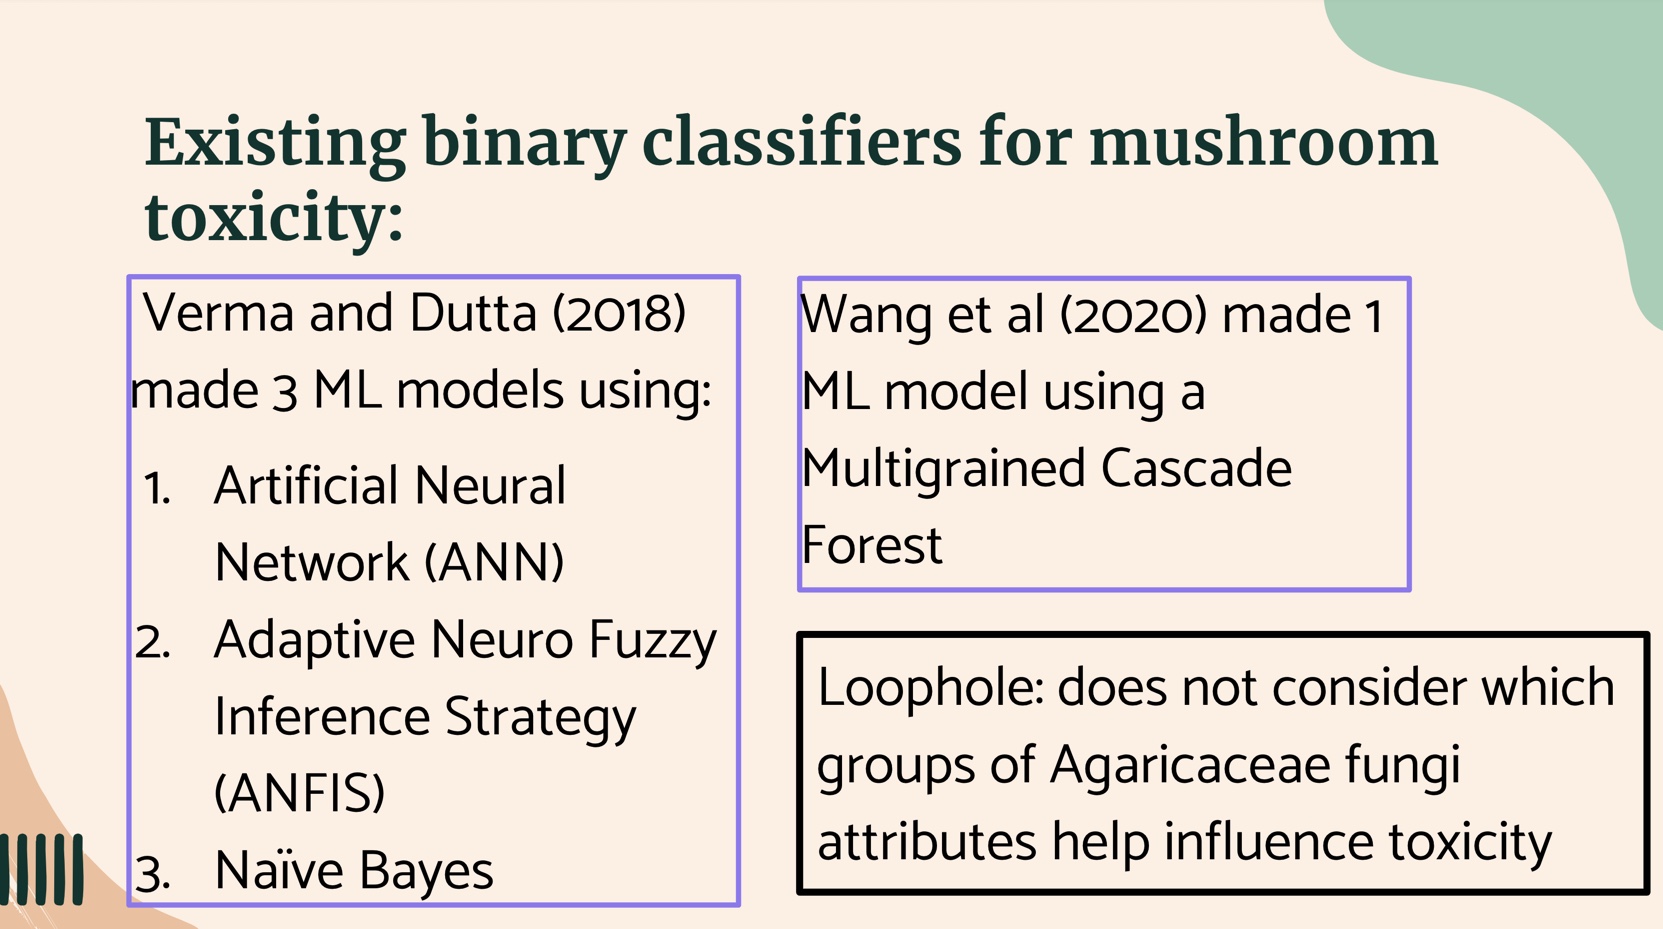 Existing binary classifiers for mushroom
toxicity:
Verma and Dutta (2018)
made 3 ML models using:
1. Artificial Neural
Network (ANN)
2. Adaptive Neuro Fuzzy
Inference Strategy
(ANFIS)
3. Naïve Bayes
Wang et al (2020) made 1
ML model using a
Multigrained Cascade
Forest
Loophole: does not consider which
groups of Agaricaceae fungi
attributes help influence toxicity